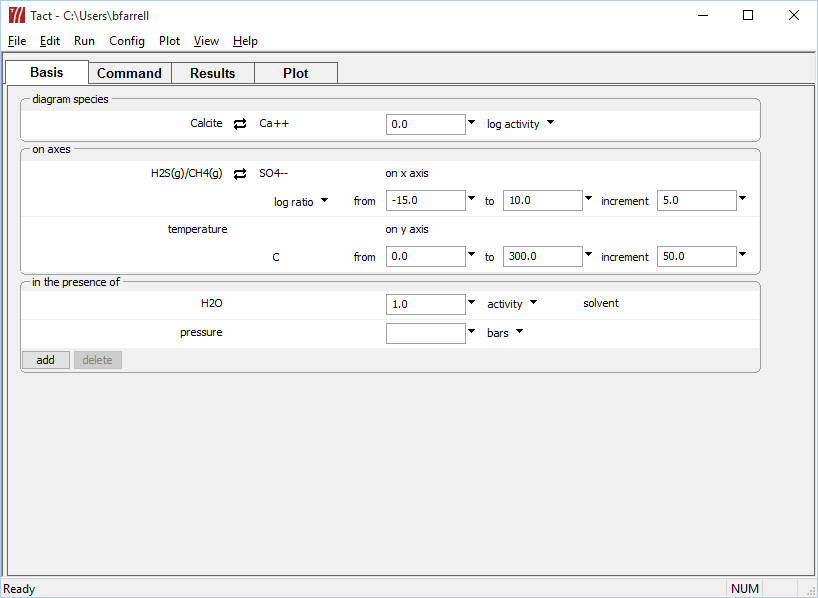 Tact - C:\Users\bfarrell
File Edit Run Config Plot View Help
Basis Command Results Plot
diagram species
Calcite Ca++ 0.0 log activity
on axes
H2S(g)/CH4(g) SO4-- on x axis
log ratio from -15.0 to 10.0 increment 5.0
temperature on y axis
C from 0.0 to 300.0 increment 50.0
in the presence of
H2O 1.0 activity solvent
pressure bars
add delete
Ready NUM